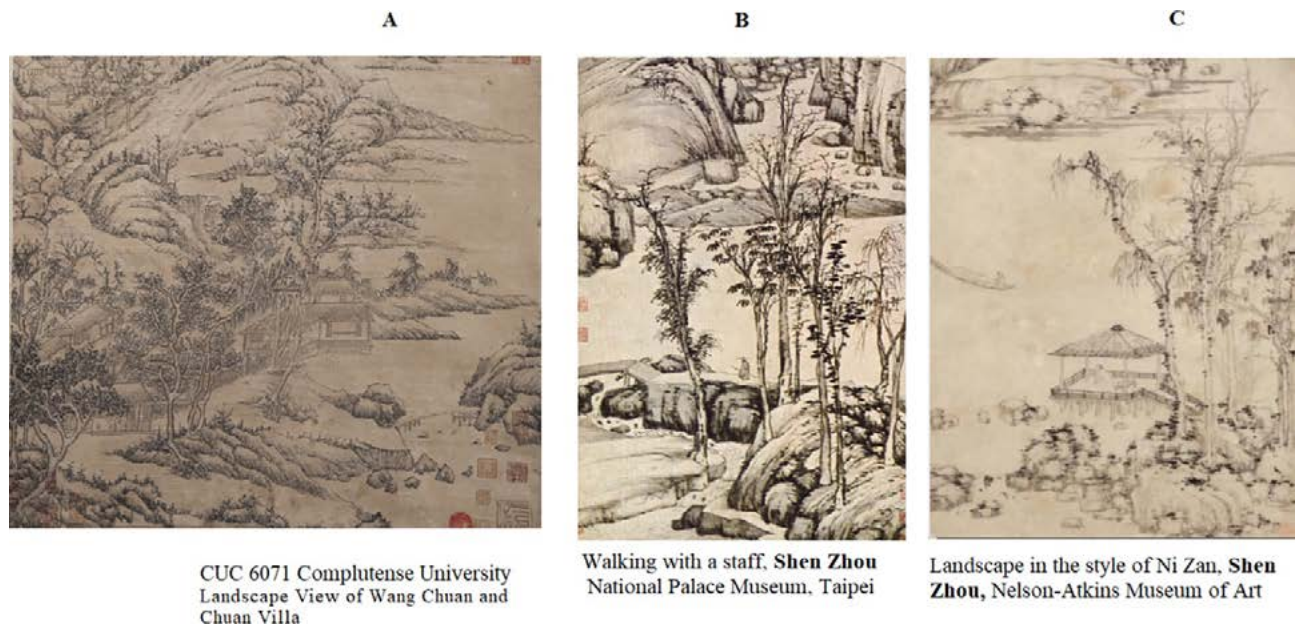 A
B
C
CUC 6071 Complutense University
Landscape View of Wang Chuan and
Chuan Villa
Walking with a staff, Shen Zhou
National Palace Museum, Taipei
Landscape in the style of Ni Zan, Shen
Zhou, Nelson-Atkins Museum of Art